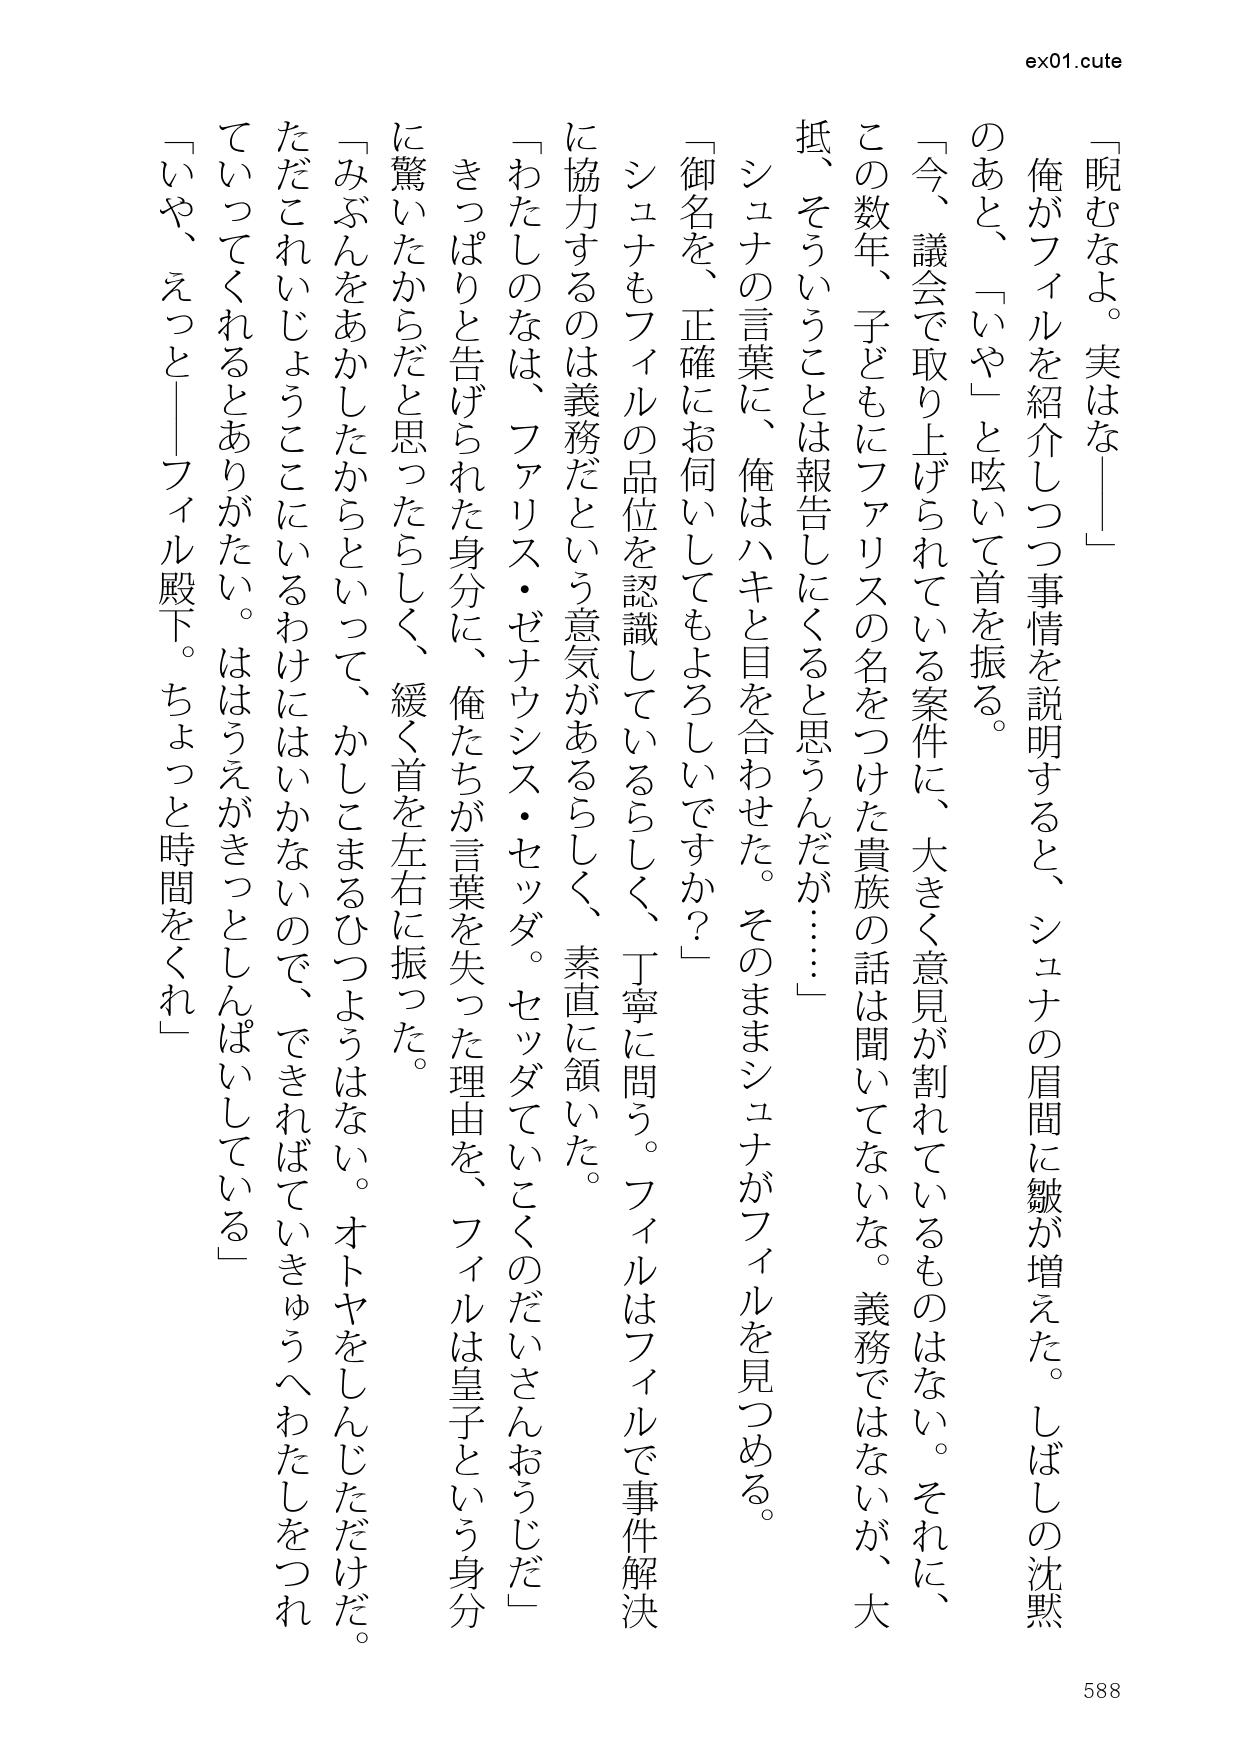 ex01.cute
「睨むなよ。実はな――」
俺がフィルを紹介しつつ事情を説明すると、シュナの眉間に皺が増えた。しばしの沈黙
のあと、「いや」と呟いて首を振る。
「今、議会で取り上げられている案件に、大きく意見が割れているものはない。それに、
この数年、子どもにファリスの名をつけた貴族の話は聞いてないな。義務ではないが、大
抵、そういうことは報告しにくると思うんだが……」
シュナの言葉に、俺はハキと目を合わせた。そのままシュナがフィルを見つめる。
「御名を、正確にお伺いしてもよろしいですか？」
シュナもフィルの品位を認識しているらしく、丁寧に問う。フィルはフィルで事件解決
に協力するのは義務だという意気があるらしく、素直に頷いた。
「わたしのなは、ファリス・ゼナウシス・セッダ。セッダていこくのだいさんおうじだ」
きっぱりと告げられた身分に、俺たちが言葉を失った理由を、フィルは皇子という身分
に驚いたからだと思ったらしく、緩く首を左右に振った。
「みぶんをあかしたからといって、かしこまるひつようはない。オトヤをしんじただけだ。
ただこれいじょうここにいるわけにはいかないので、できればていきゅうへわたしをつれ
ていってくれるとありがたい。ははうえがきっとしんぱいしている」
「いや、えっと――フィル殿下。ちょっと時間をくれ」
588